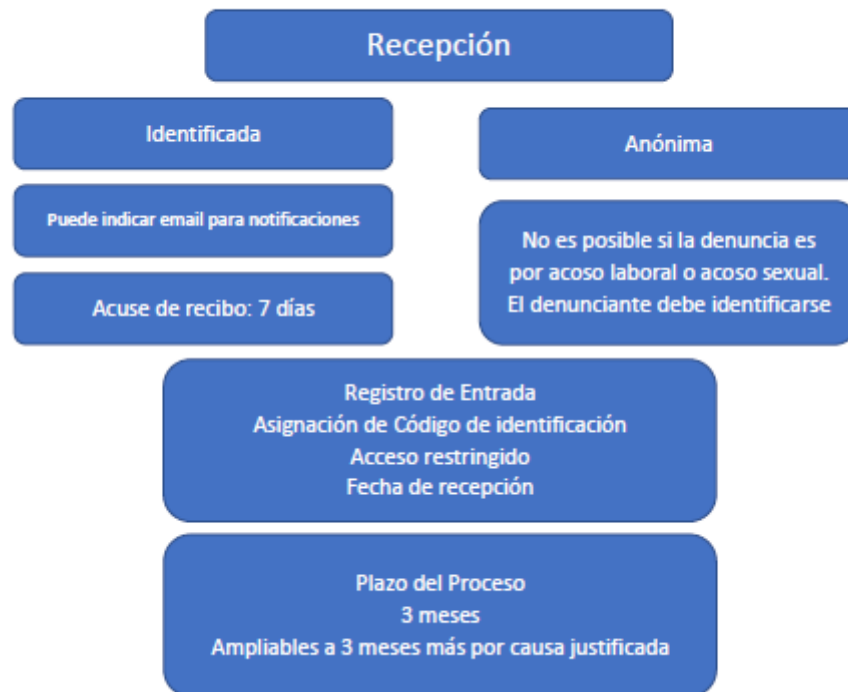 Recepción
Identificada
Puede indicar email para notificaciones
Acuse de recibo: 7 días
Anónima
No es posible si la denuncia es
por acoso laboral o acoso sexual.
El denunciante debe identificarse
Registro de Entrada
Asignación de Código de identificación
Acceso restringido
Fecha de recepción
Plazo del Proceso
3 meses
Ampliables a 3 meses más por causa justificada